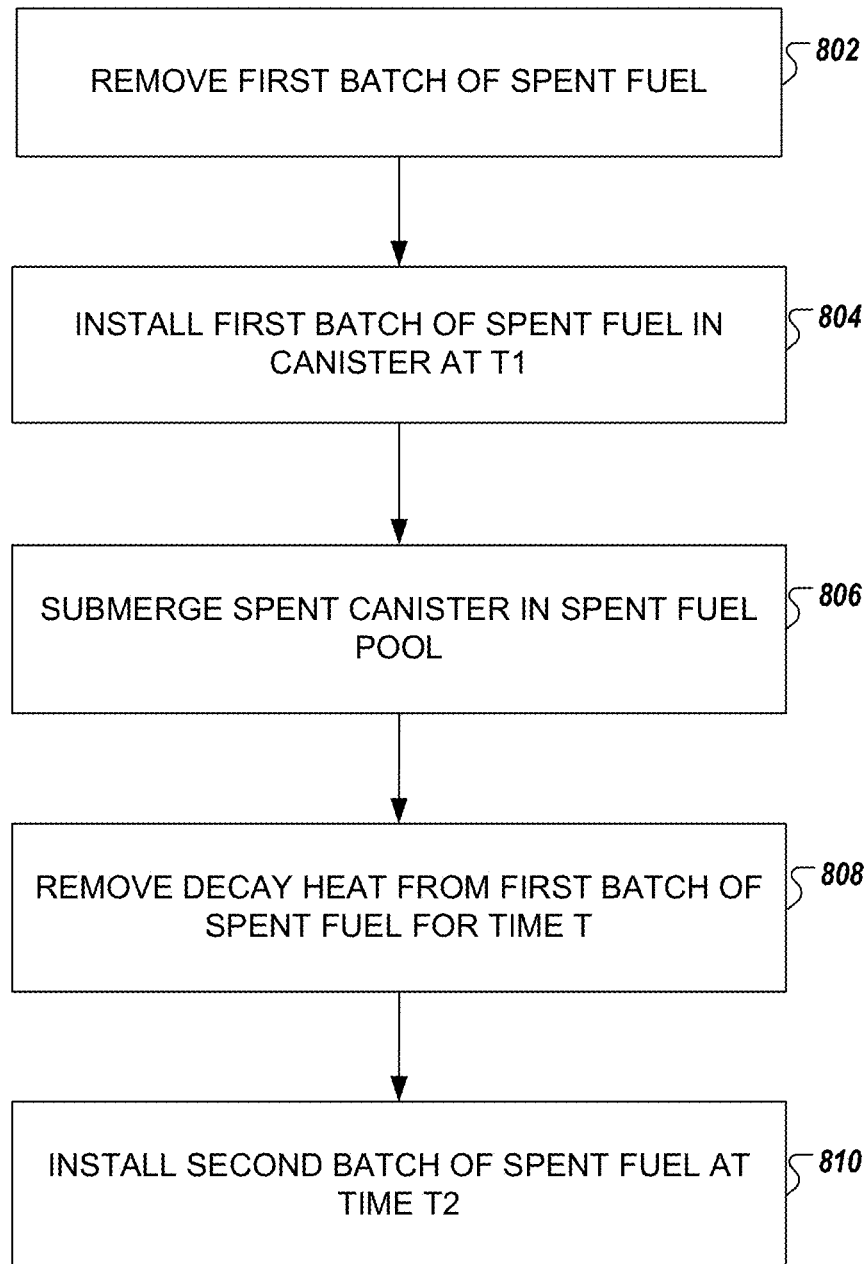 REMOVE FIRST BATCH OF SPENT FUEL
802
INSTALL FIRST BATCH OF SPENT FUEL IN
CANISTER AT T1
804
SUBMERGE SPENT CANISTER IN SPENT FUEL
POOL
806
REMOVE DECAY HEAT FROM FIRST BATCH OF
SPENT FUEL FOR TIME T
808
INSTALL SECOND BATCH OF SPENT FUEL AT
TIME T2
810